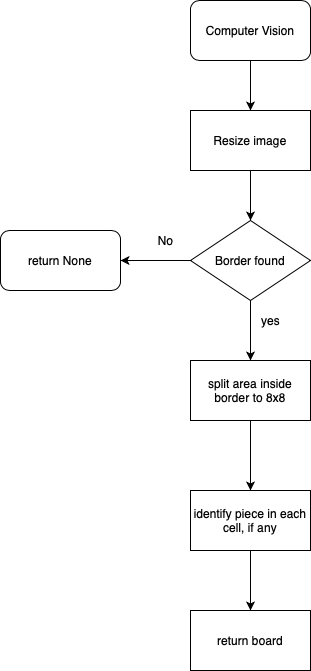 Computer Vision
Resize image
No
return None
Border found
yes
split area inside
border to 8x8
identify piece in each
cell, if any
return board